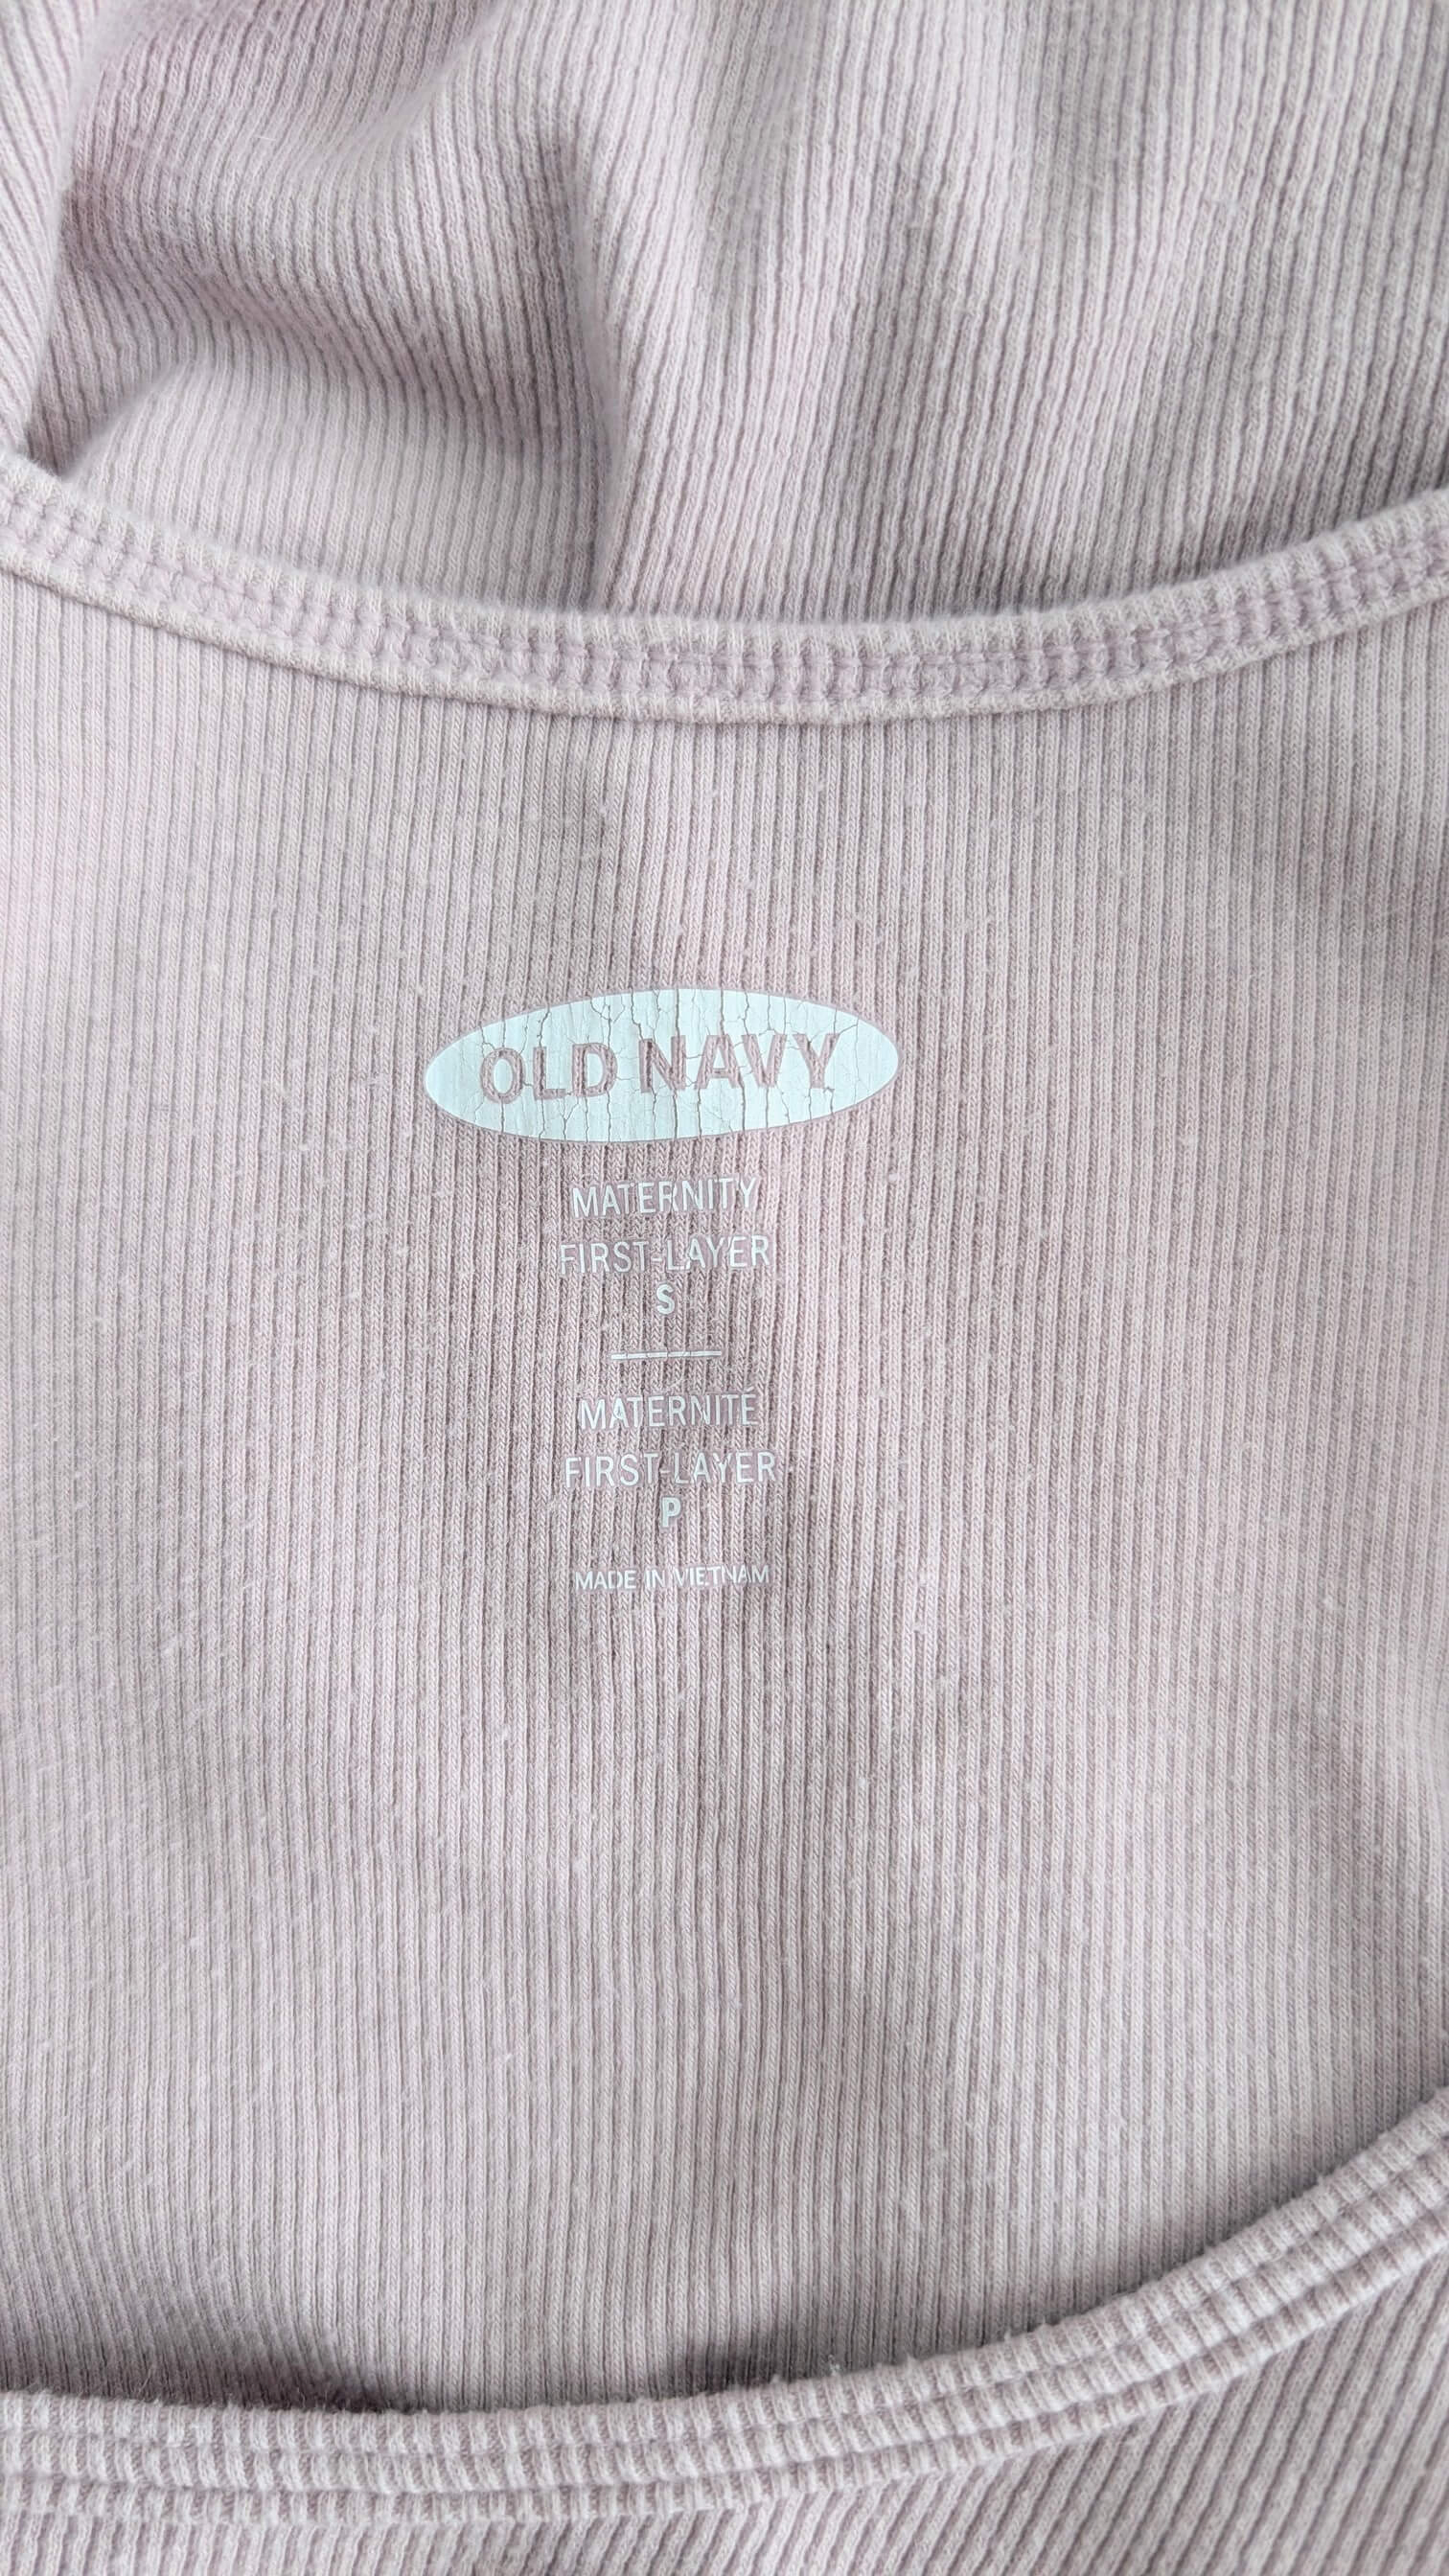 OLD NAVY
MATERNITY
FIRST-LAYER
S
MATERNITÉ
FIRST-LAYER
P
MADE IN VIETNAM